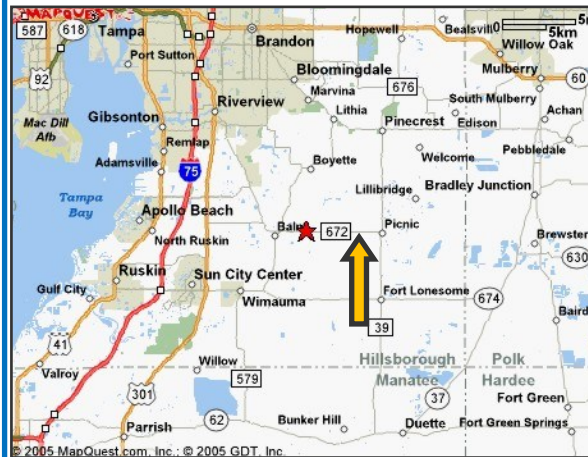 MAPQUEST
587
618
Tampa
Brandon
Hopewell
Bealsville
5km
Willow Oak
Port Sutton
92
Bloomingdale
676
Mulberry
60
Marvina
South Mulberry
Mac Dill
Afb
Gibsonton
Riverview
Lithia
Pinecrest
Edison
Achan
Remlap
Welcome
Pebbledale
Adamsville
75
Boyette
Lillibridge
Bradley Junction
Tampa
Bay
Apollo Beach
North Ruskin
672
Picnic
Brewster
630
Ruskin
Sun City Center
Gulf City
Wimauma
Fort Lonesome
674
Baird
41
39
Valroy
Willow
579
Hillsborough
Polk
Manatee
Hardee
301
37
Fort Green
62
Bunker Hill
Parrish
Duette
Fort Green Springs
© 2005 MapQuest.com, Inc.; © 2005 GDT, Inc.